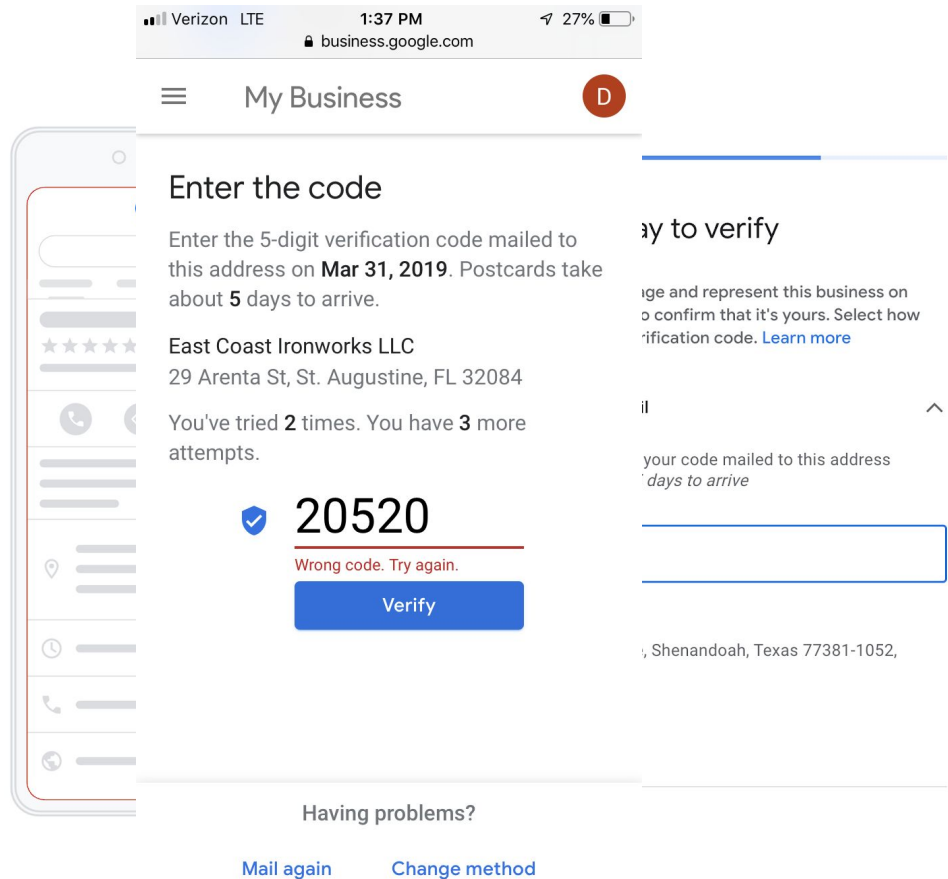 Verizon LTE 1:37 PM 27%
business.google.com
My Business
D
Enter the code
Enter the 5-digit verification code mailed to
this address on Mar 31, 2019. Postcards take
about 5 days to arrive.
East Coast Ironworks LLC
29 Arenta St, St. Augustine, FL 32084
You've tried 2 times. You have 3 more
attempts.
20520
Wrong code. Try again.
Verify
Having problems?
Mail again Change method
to verify
and represent this business on
confirm that it's yours. Select how
code. Learn more
your code mailed to this address
days to arrive
, Shenandoah, Texas 77381-1052,